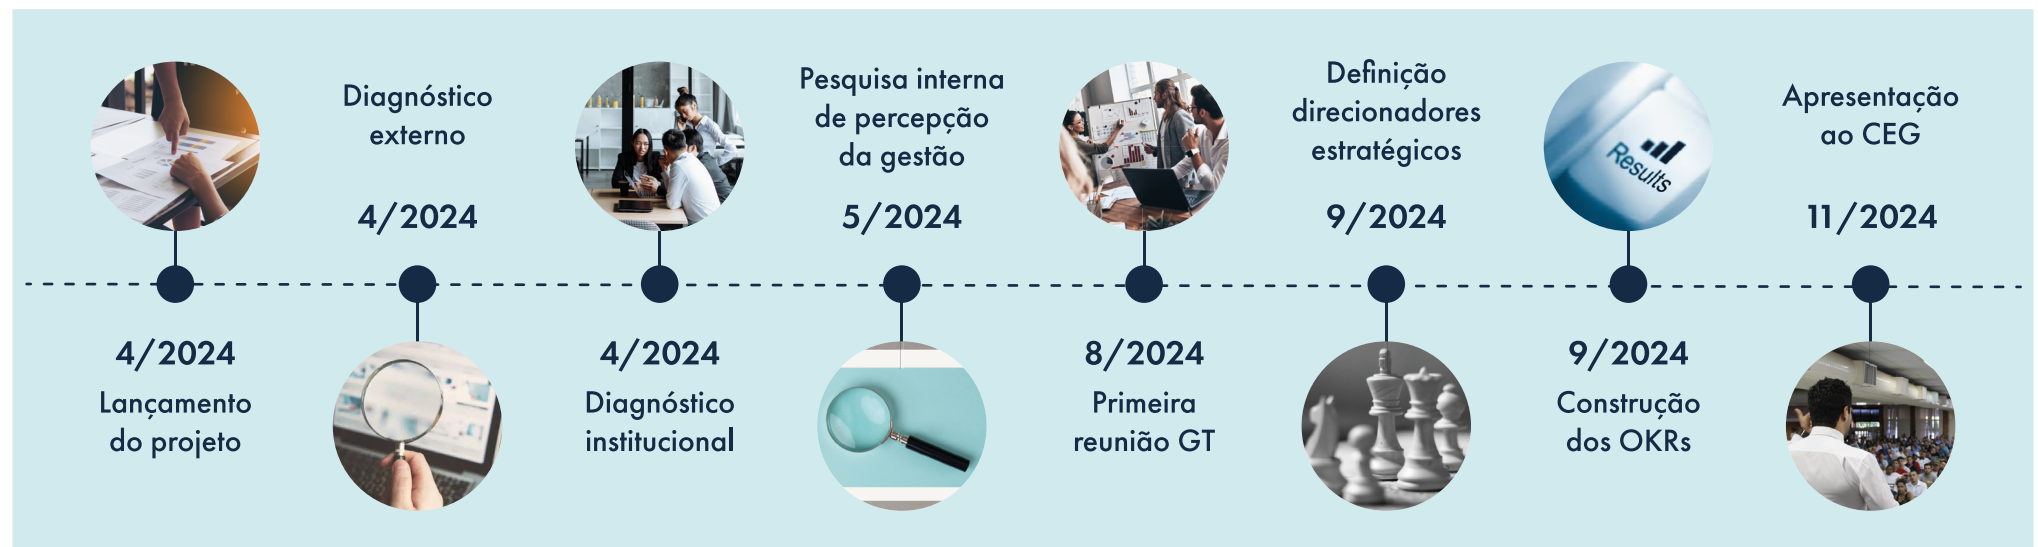 4/2024
Lançamento
do projeto
Diagnóstico
externo
4/2024
4/2024
Diagnóstico
institucional
Pesquisa interna
de percepção
da gestão
5/2024
8/2024
Primeira
reunião GT
Definição
direcionadores
estratégicos
9/2024
Results
9/2024
Construção
dos OKRs
Apresentação
ao CEG
11/2024